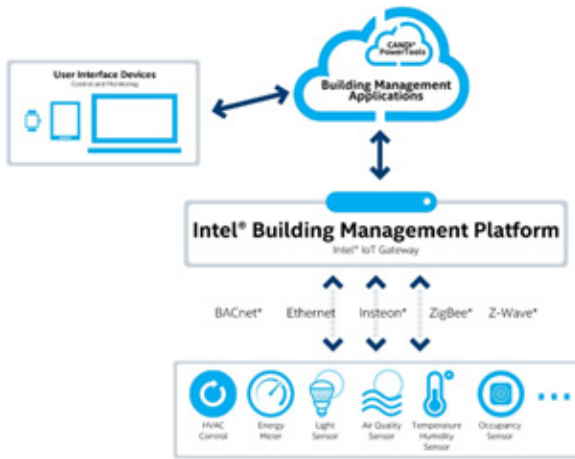 CANDI®
PowerTools
Building Management
Applications
User Interface Devices
Control and Monitoring
Intel® Building Management Platform
Intel® IoT Gateway
BACnet* Ethernet Insteon* ZigBee* Z-Wave*
HVAC
Control
Energy
Meter
Light
Sensor
Air Quality
Sensor
Temperature
Humidity
Sensor
Occupancy
Sensor